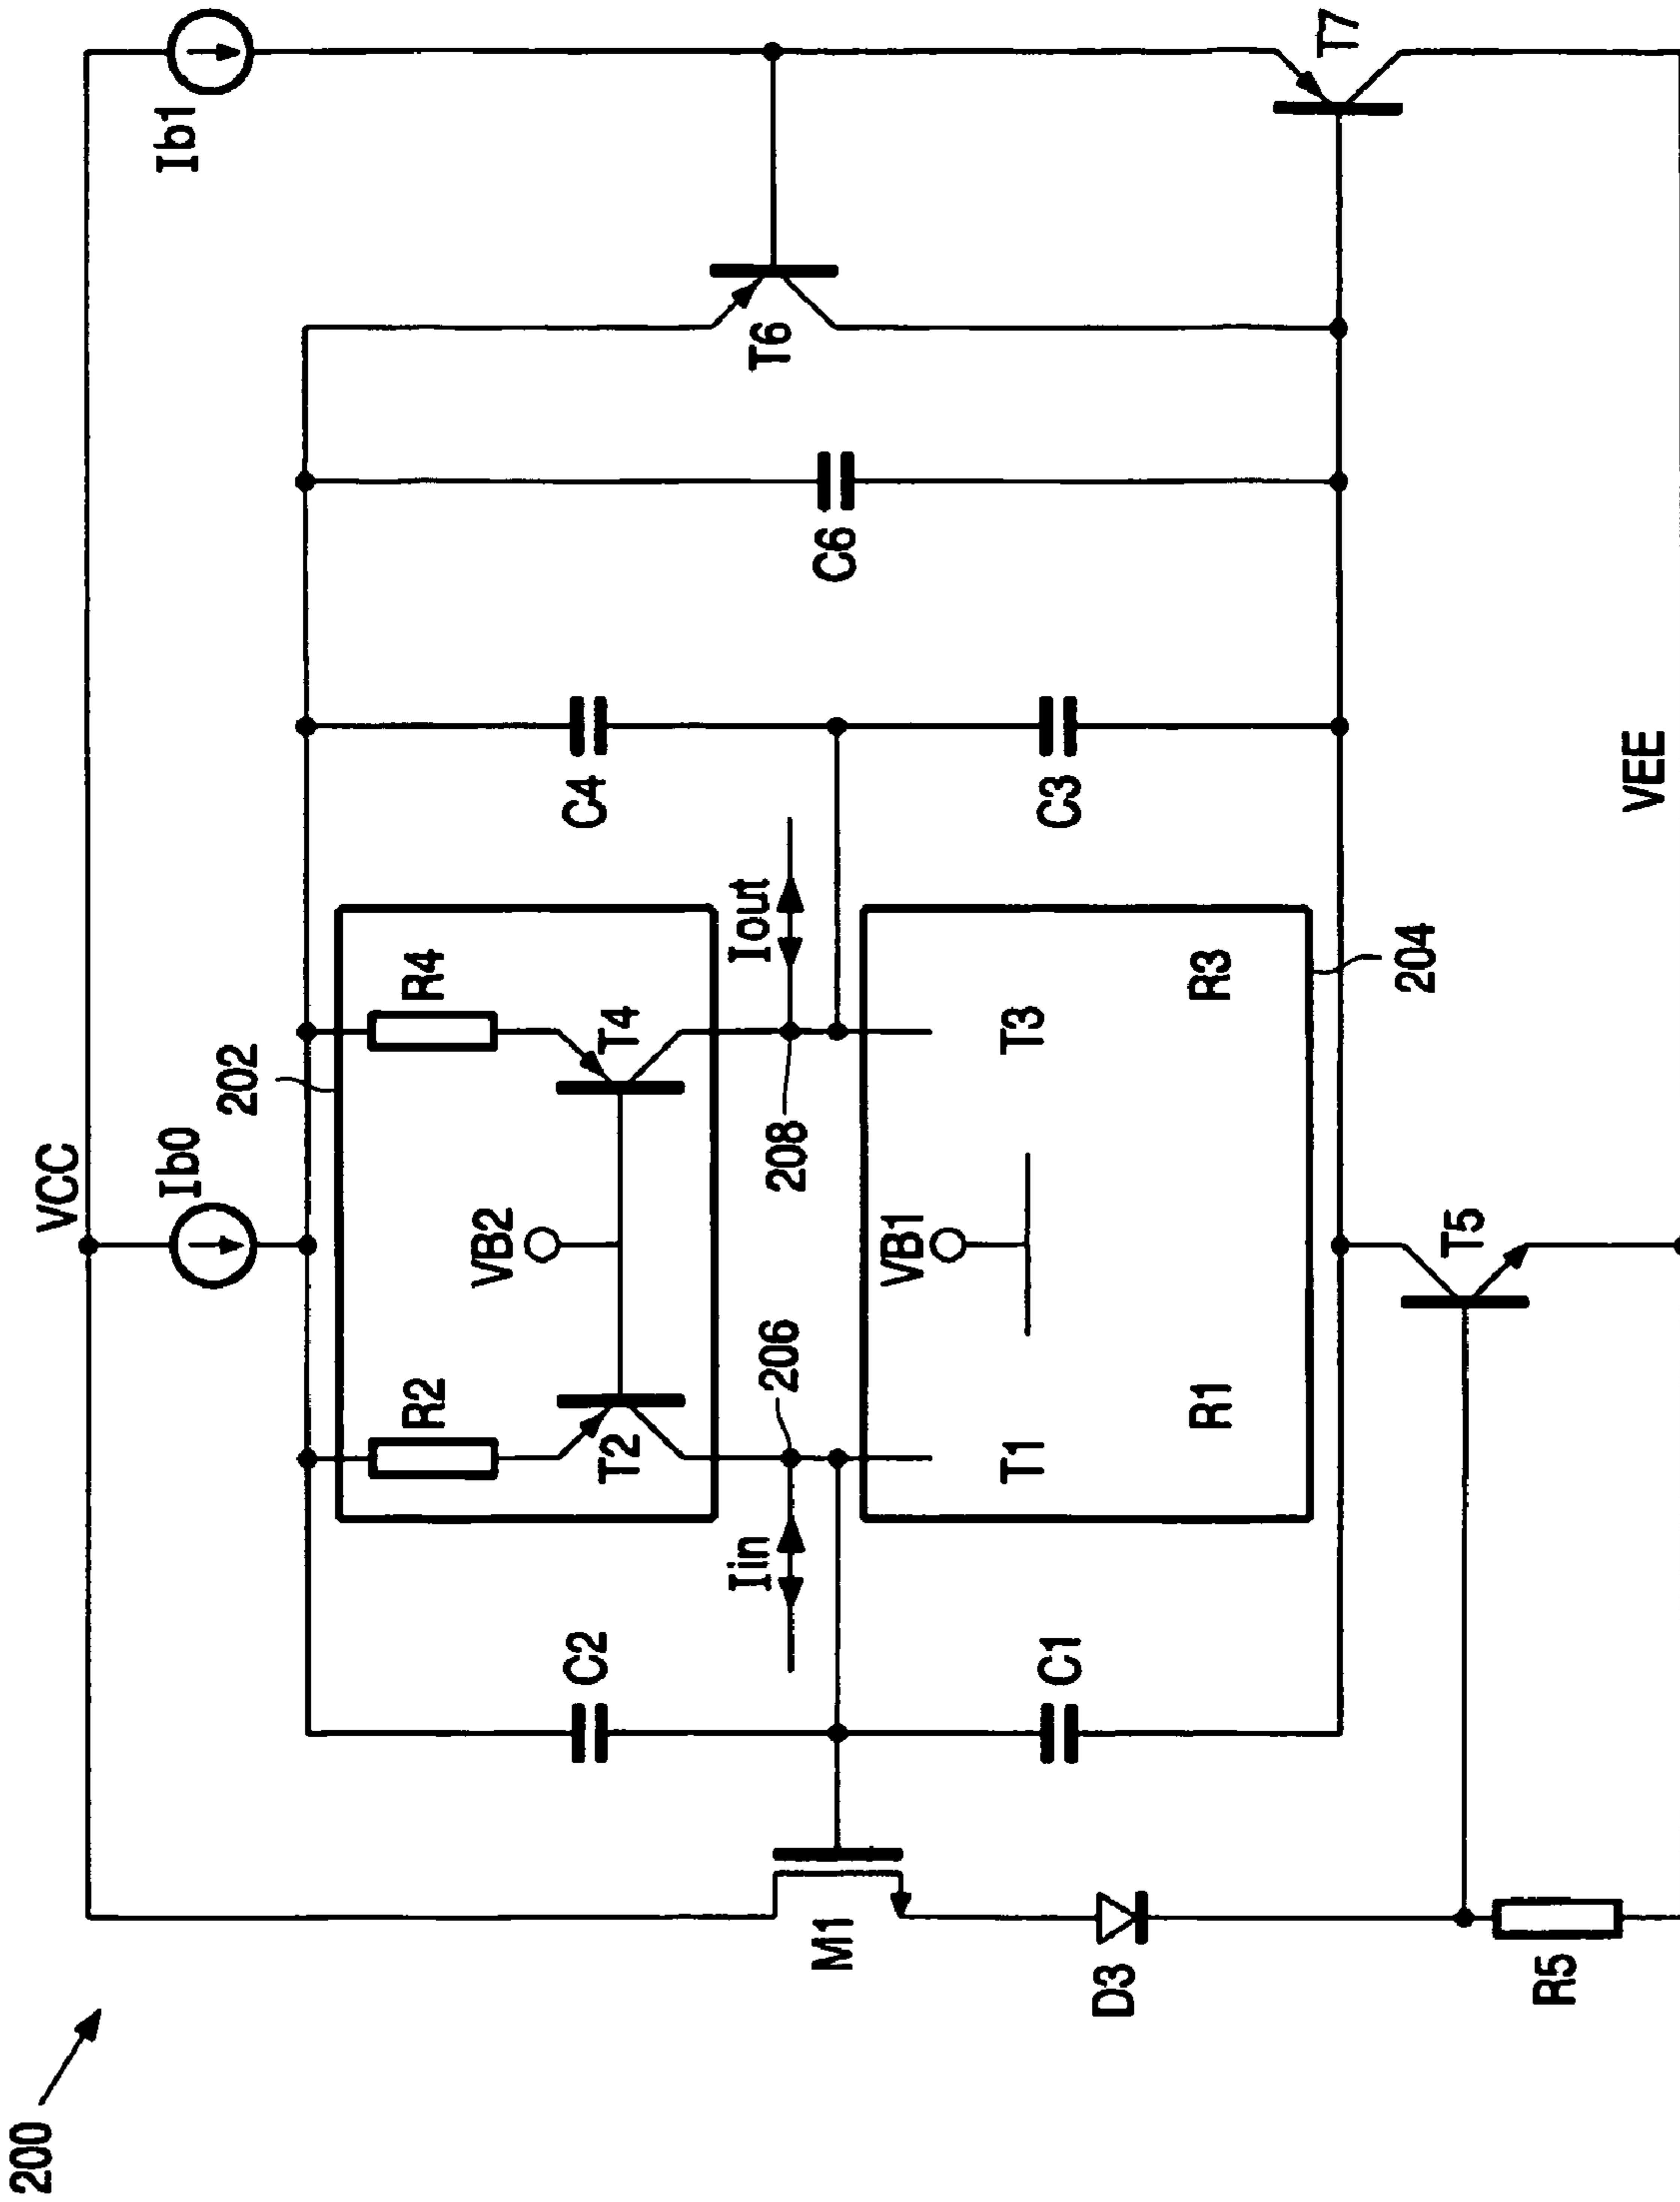 200
VCC
Ib0
Ib1
202
R2
R4
VB2
T2
T4
T6
C2
C4
C6
Iin
206
208
Iout
M1
VB1
T1
T3
C1
C3
R1
R3
D3
204
T7
T5
R5
VEE